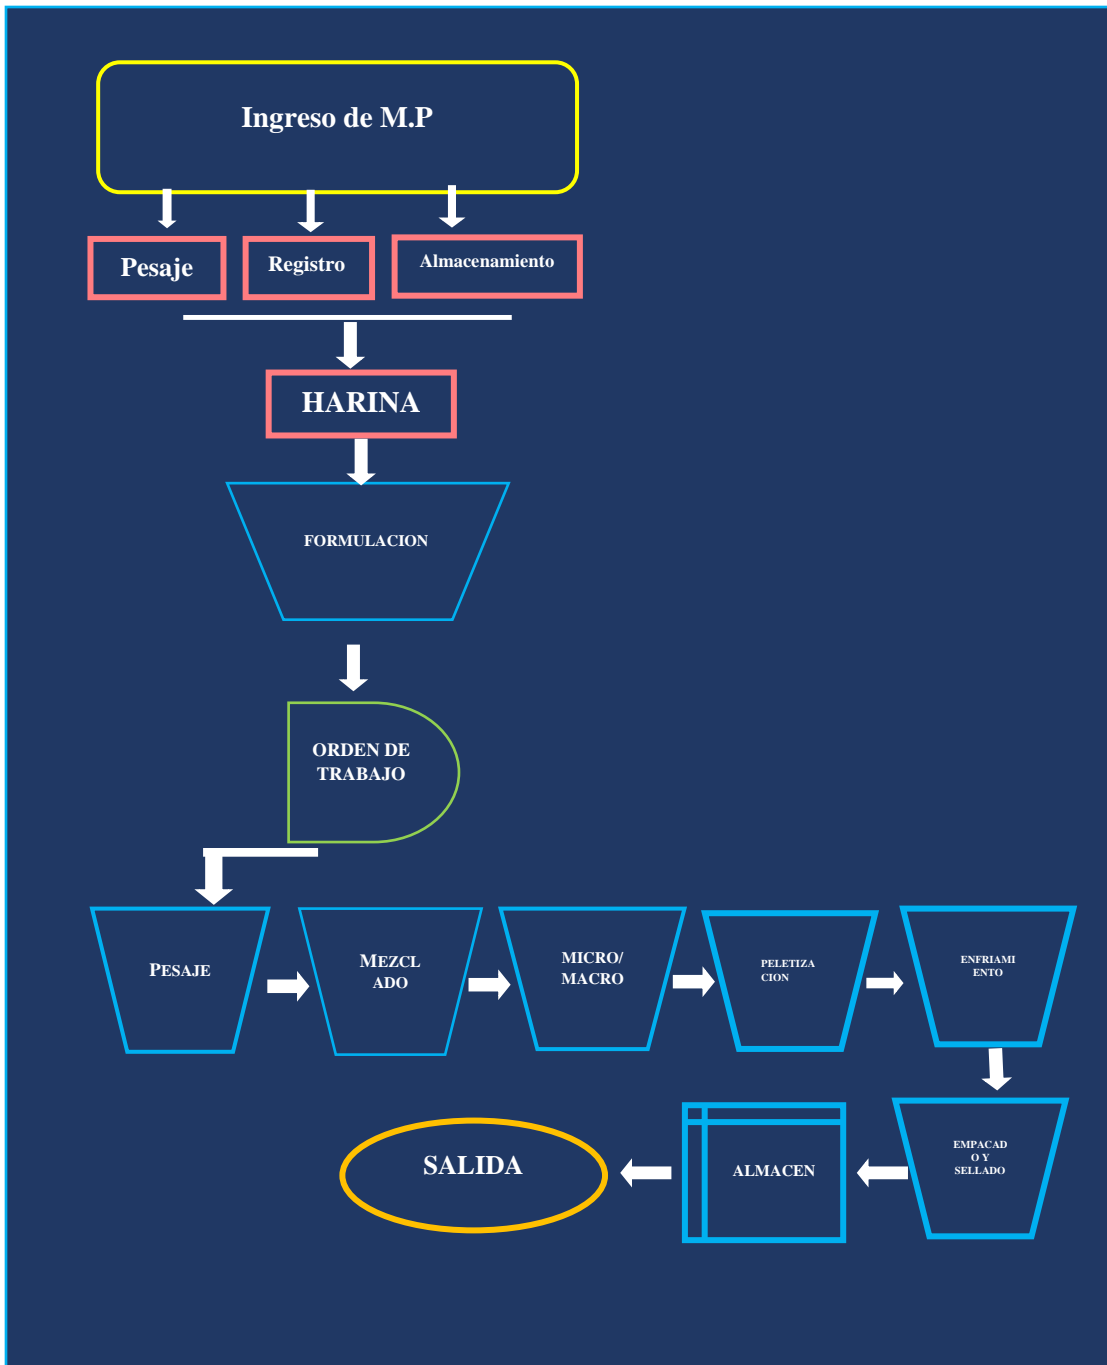 Ingreso de M.P
Pesaje
Registro
Almacenamiento
HARINA
FORMULACION
ORDEN DE
TRABAJO
PESAJE
MEZCL
ADO
MICRO/
MACRO
PELETIZA
CION
ENFRIAMI
ENTO
EMPACAD
O Y
SELLADO
ALMACEN
SALIDA